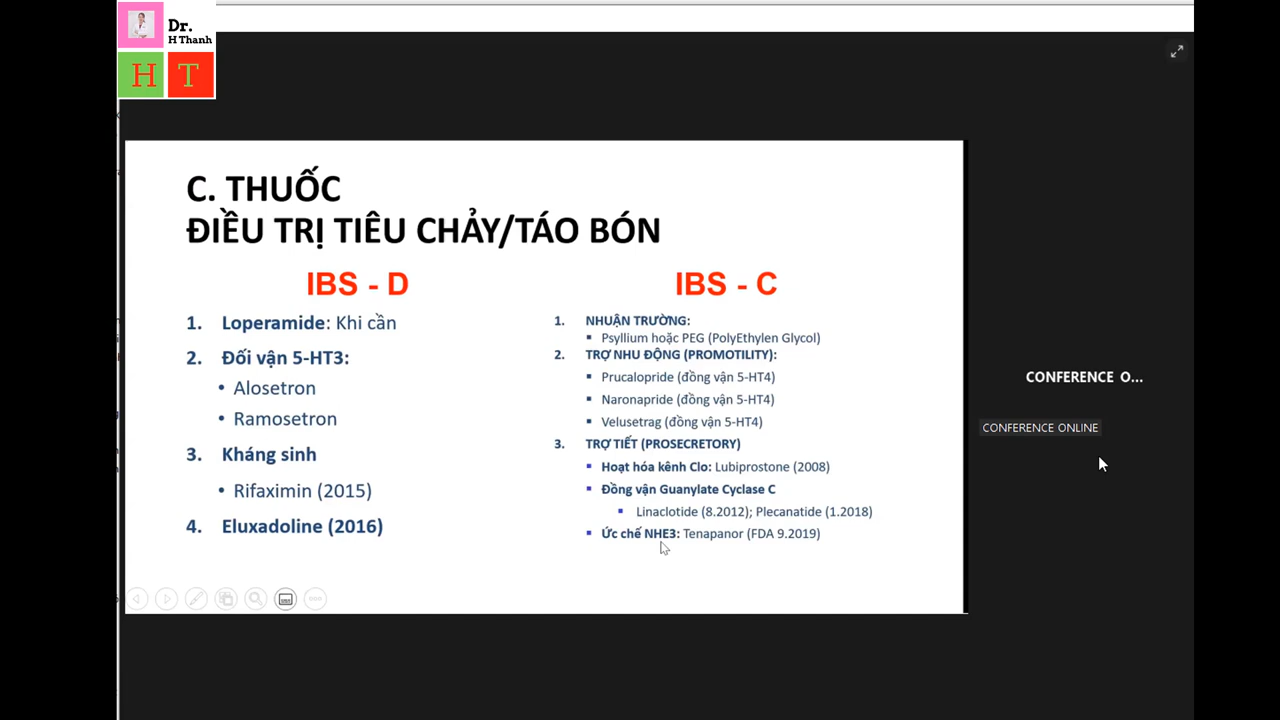 Dr.
H Thanh
H T
C. THUỐC
ĐIỀU TRỊ TIÊU CHẢY/TÁO BÓN
IBS - D
1. Loperamide: Khi cần
2. Đối vận 5-HT3:
• Alosetron
• Ramosetron
3. Kháng sinh
• Rifaximin (2015)
4. Eluxadoline (2016)
IBS - C
1. NHUẬN TRƯỜNG:
▪ Psyllium hoặc PEG (PolyEthylen Glycol)
2. TRỢ NHU ĐỘNG (PROMOTILITY):
▪ Prucalopride (đồng vận 5-HT4)
▪ Naronapride (đồng vận 5-HT4)
▪ Velusetrag (đồng vận 5-HT4)
3. TRỢ TIẾT (PROSECRETORY)
▪ Hoạt hóa kênh Clo: Lubiprostone (2008)
▪ Đồng vận Guanylate Cyclase C
▪ Linaclotide (8.2012); Plecanatide (1.2018)
▪ Ức chế NHE3: Tenapanor (FDA 9.2019)
CONFERENCE O...
CONFERENCE ONLINE